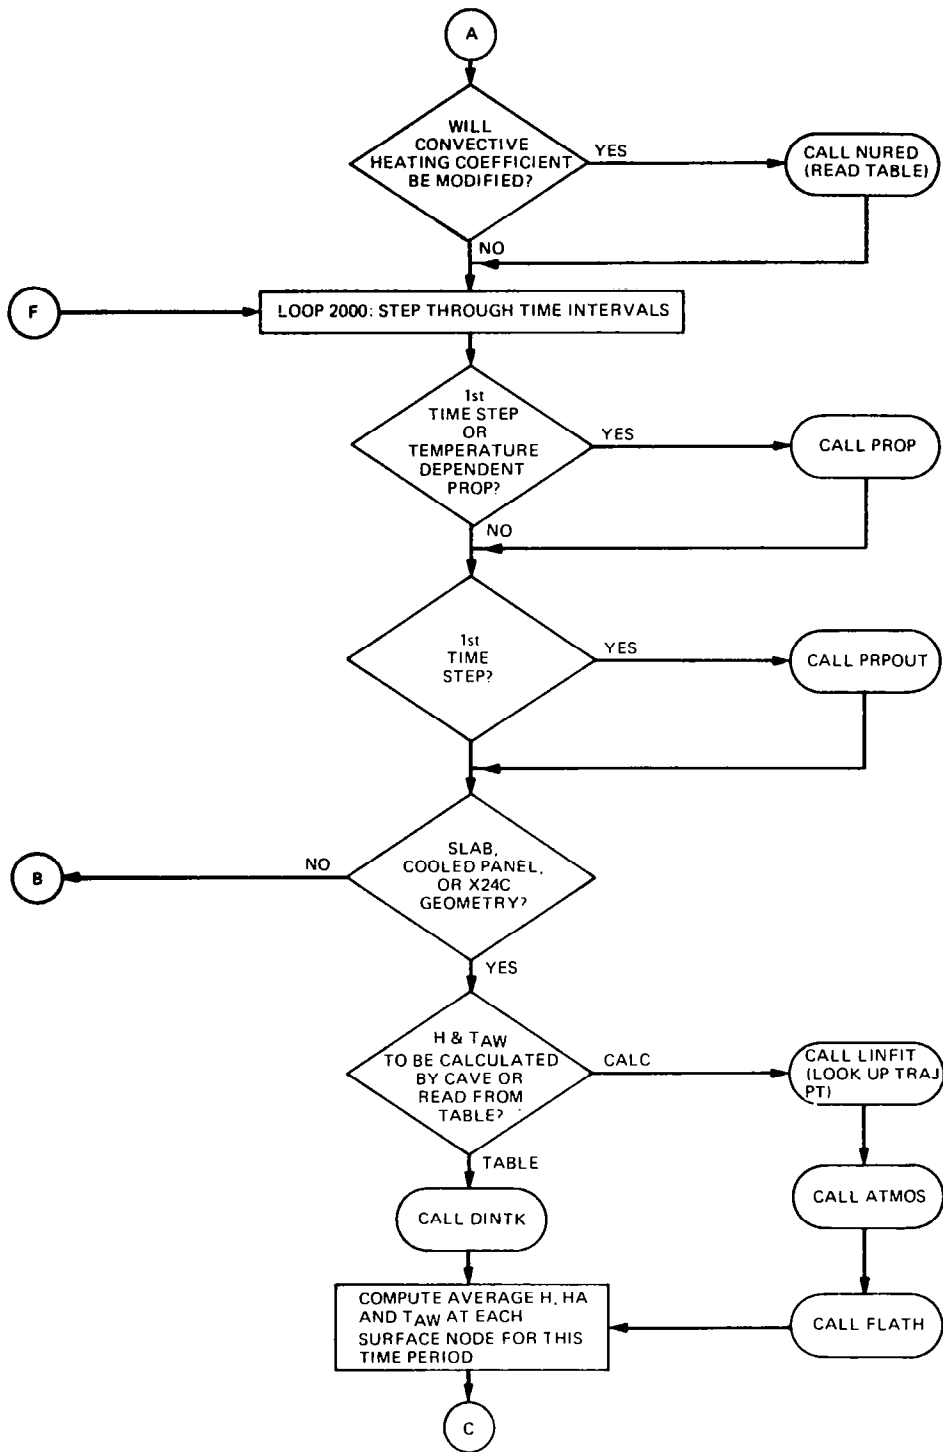 A
WILL
CONVECTIVE
HEATING COEFFICIENT
BE MODIFIED?
YES
CALL NURED
(READ TABLE)
NO
F
LOOP 2000: STEP THROUGH TIME INTERVALS
1st
TIME STEP
OR
TEMPERATURE
DEPENDENT
PROP?
YES
CALL PROP
NO
1st
TIME
STEP?
YES
CALL PRPOUT
SLAB,
COOLED PANEL,
OR X24C
GEOMETRY?
NO
B
YES
H & TAW
TO BE CALCULATED
BY CAVE OR
READ FROM
TABLE?
CALC
CALL LINFIT
(LOOK UP TRAJ
PT)
TABLE
CALL ATMOS
CALL DINTK
COMPUTE AVERAGE H, HA
AND TAW AT EACH
SURFACE NODE FOR THIS
TIME PERIOD
CALL FLATH
C